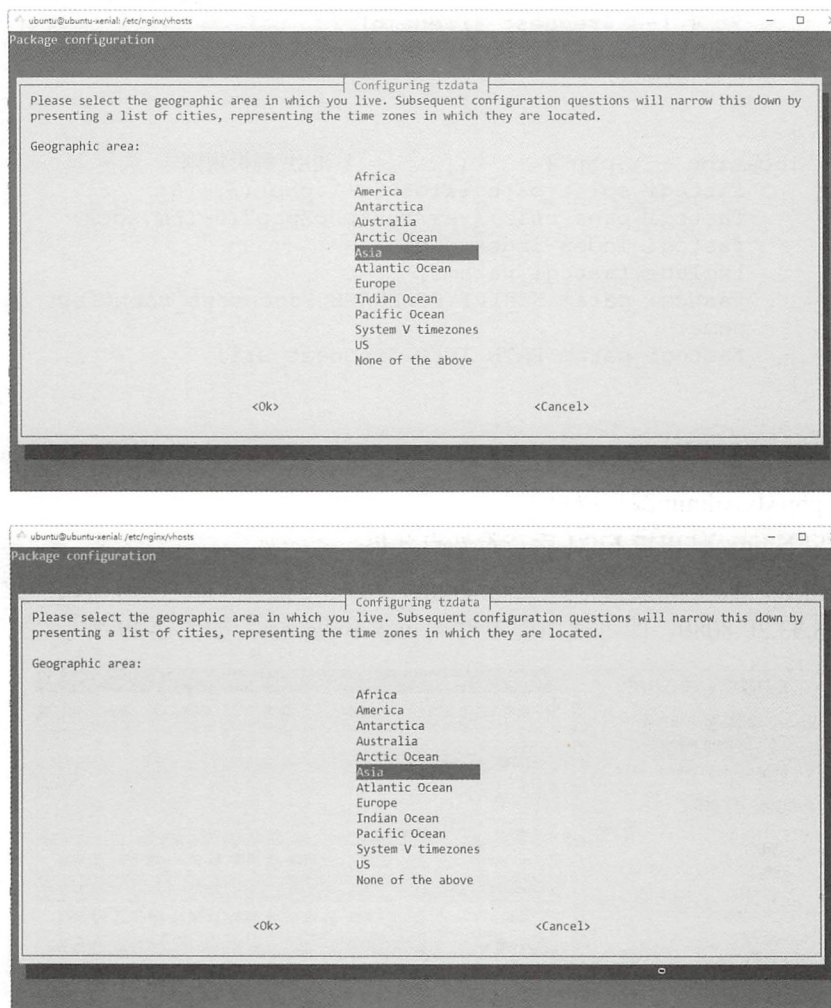 ubuntu@ubuntu-xenial: /etc/nginx/vhosts
Package configuration
Configuring tzdata
Please select the geographic area in which you live. Subsequent configuration questions will narrow this down by
presenting a list of cities, representing the time zones in which they are located.
Geographic area:
Africa
America
Antarctica
Australia
Arctic Ocean
Asia
Atlantic Ocean
Europe
Indian Ocean
Pacific Ocean
System V timezones
US
None of the above
<Ok> <Cancel>
ubuntu@ubuntu-xenial: /etc/nginx/vhosts
Package configuration
Configuring tzdata
Please select the geographic area in which you live. Subsequent configuration questions will narrow this down by
presenting a list of cities, representing the time zones in which they are located.
Geographic area:
Africa
America
Antarctica
Australia
Arctic Ocean
Asia
Atlantic Ocean
Europe
Indian Ocean
Pacific Ocean
System V timezones
US
None of the above
<Ok> <Cancel>